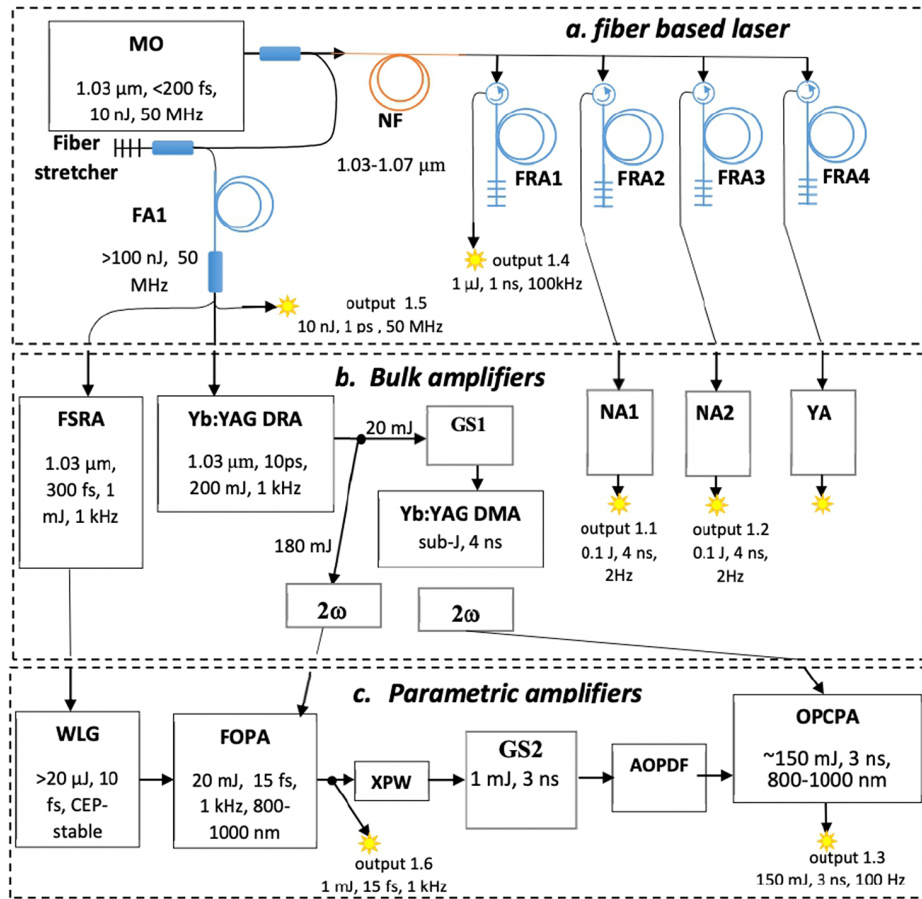 a. fiber based laser
MO
1.03 µm, <200 fs,
10 nJ, 50 MHz
NF
1.03-1.07 µm
Fiber
stretcher
FRA1
FRA2
FRA3
FRA4
FA1
>100 nJ, 50
MHz
output 1.4
1 µJ, 1 ns, 100kHz
output 1.5
10 nJ, 1 ps , 50 MHz
b. Bulk amplifiers
FSRA
1.03 µm,
300 fs, 1
mJ, 1 kHz
Yb:YAG DRA
1.03 µm, 10ps,
200 mJ, 1 kHz
20 mJ
GS1
Yb:YAG DMA
sub-J, 4 ns
180 mJ
2ω
2ω
NA1
NA2
YA
output 1.1
0.1 J, 4 ns,
2Hz
output 1.2
0.1 J, 4 ns,
2Hz
c. Parametric amplifiers
WLG
>20 µJ, 10
fs, CEP-
stable
FOPA
20 mJ, 15 fs,
1 kHz, 800-
1000 nm
XPW
GS2
1 mJ, 3 ns
AOPDF
OPCPA
~150 mJ, 3 ns,
800-1000 nm
output 1.6
1 mJ, 15 fs, 1 kHz
output 1.3
150 mJ, 3 ns, 100 Hz